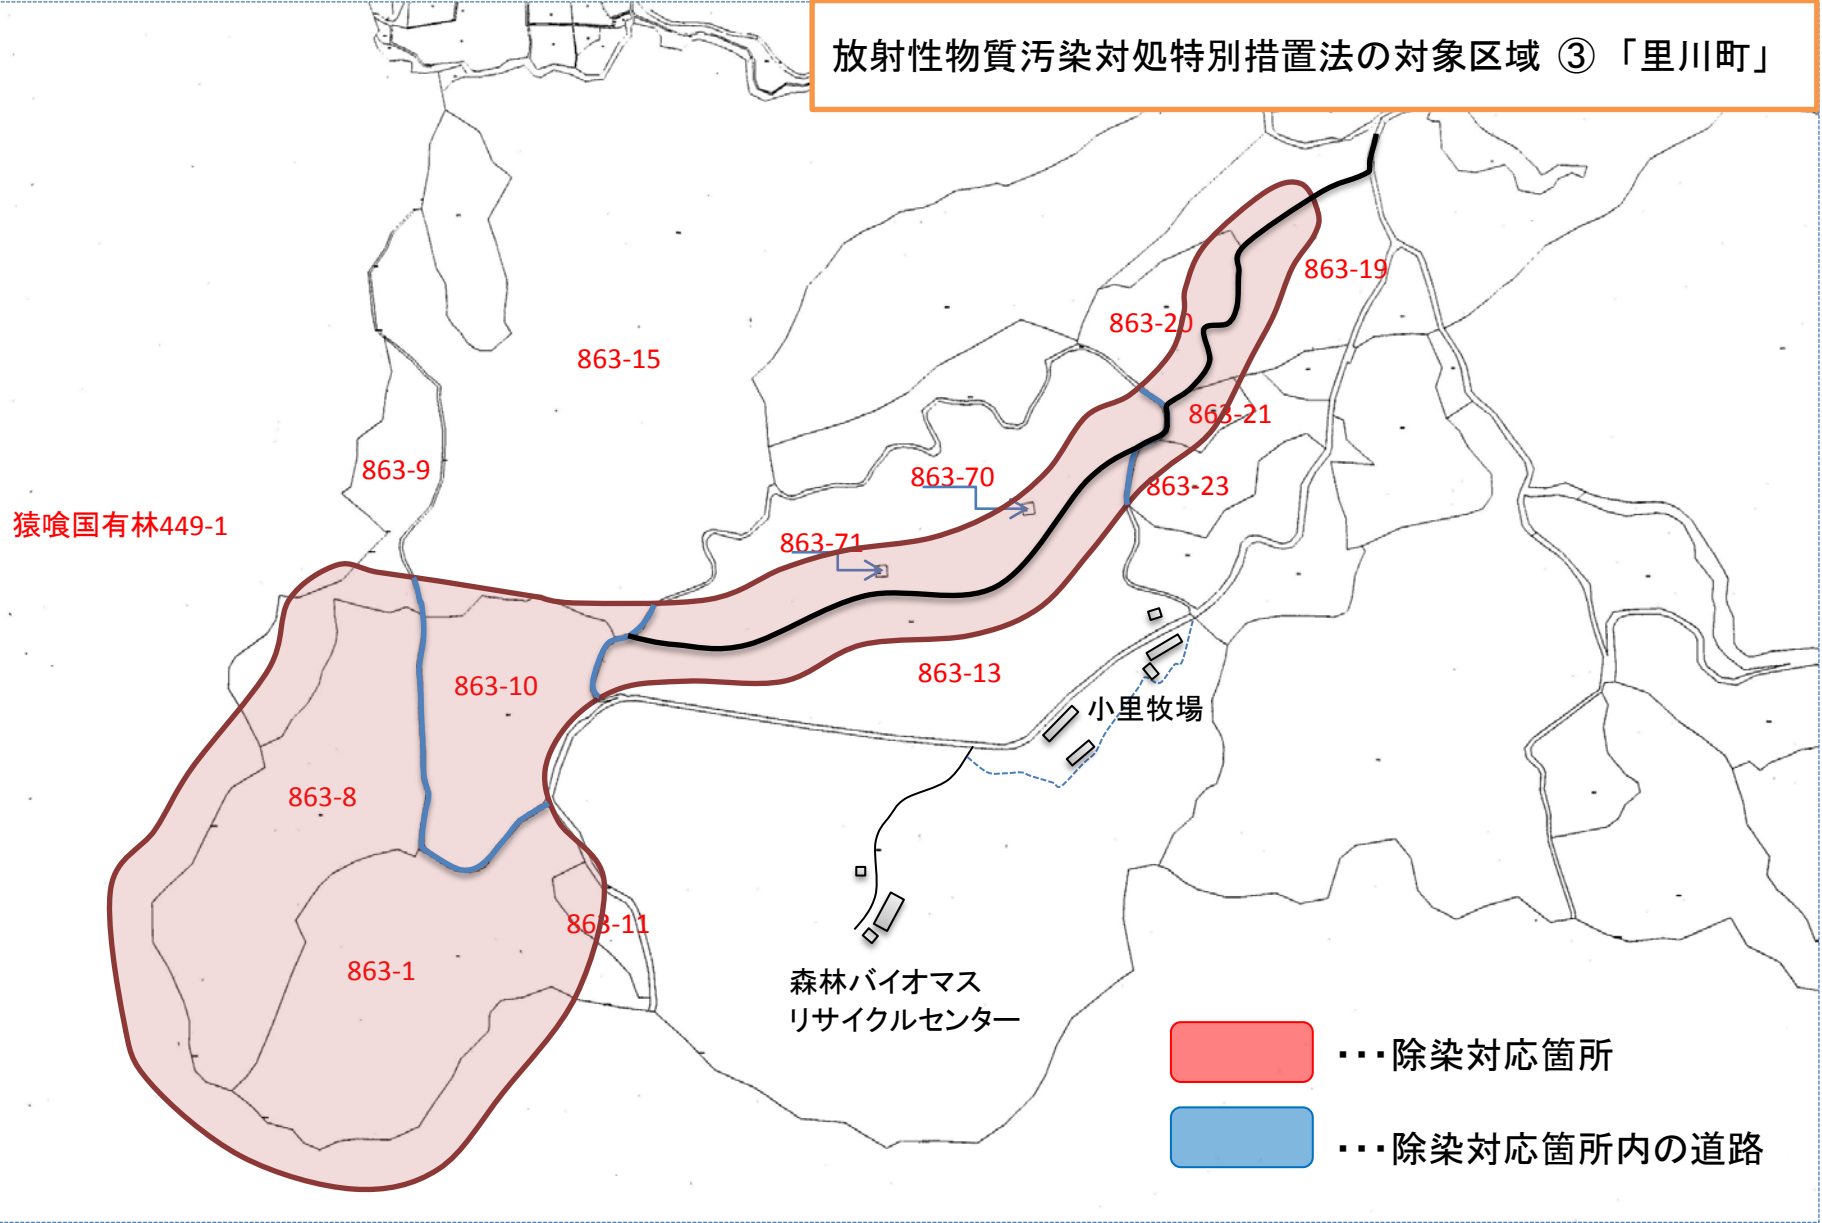 放射性物質汚染対処特別措置法の対象区域 ③ 「里川町」
863-19
863-20
863-15
863-21
863-9
863-70
863-23
猿喰国有林449-1
863-71
863-13
863-10
小里牧場
863-8
863-11
863-1
森林バイオマス
リサイクルセンター
・・・除染対応箇所
・・・除染対応箇所内の道路